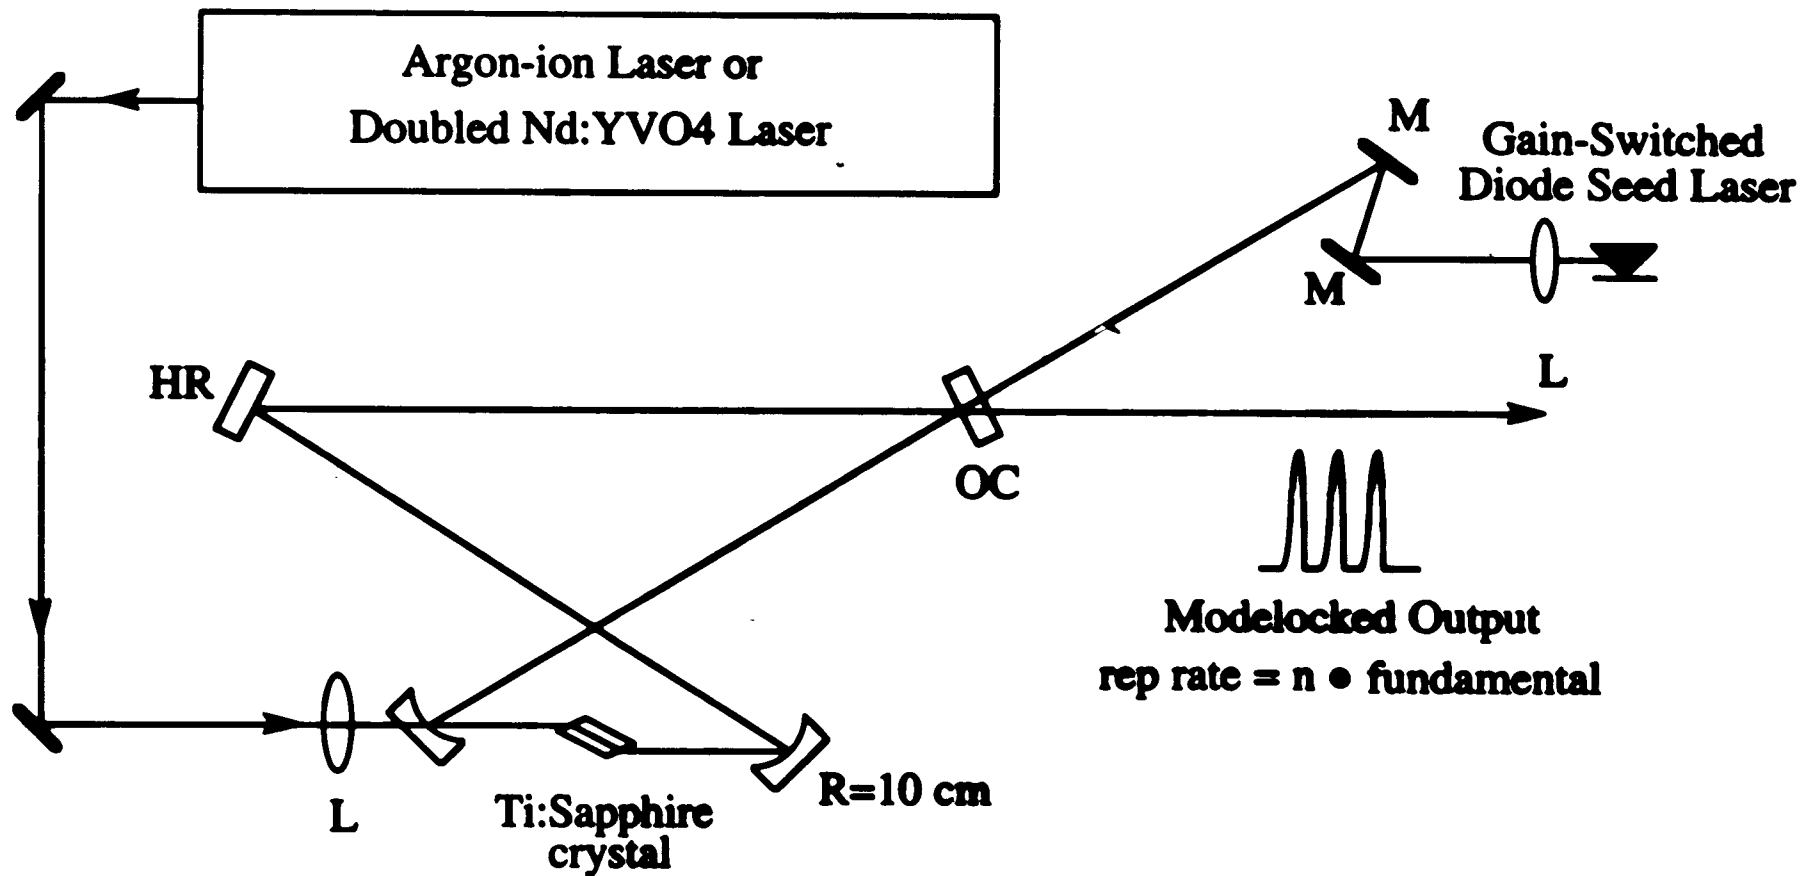 Argon-ion Laser or
Doubled Nd:YVO4 Laser
M
Gain-Switched
Diode Seed Laser
M
HR
L
OC
Modelocked Output
rep rate = n • fundamental
L
Ti:Sapphire
crystal
R=10 cm